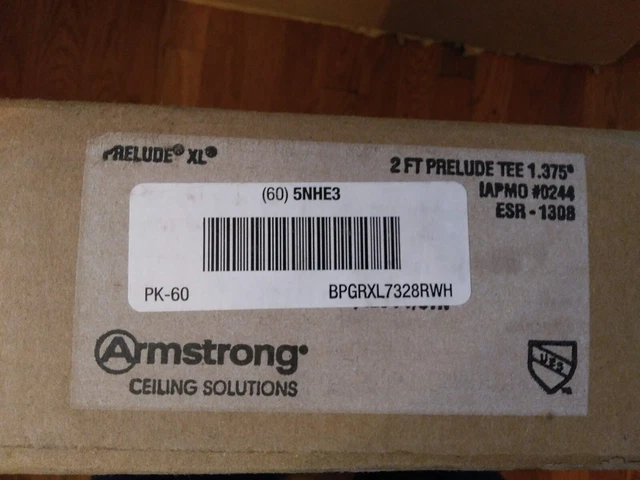 PRELUDE® XL®
2 FT PRELUDE TEE 1.375"
IAPMO #0244
ESR - 1308
(60) 5NHE3
PK-60 BPGRXL7328RWH
Armstrong
CEILING SOLUTIONS
UES